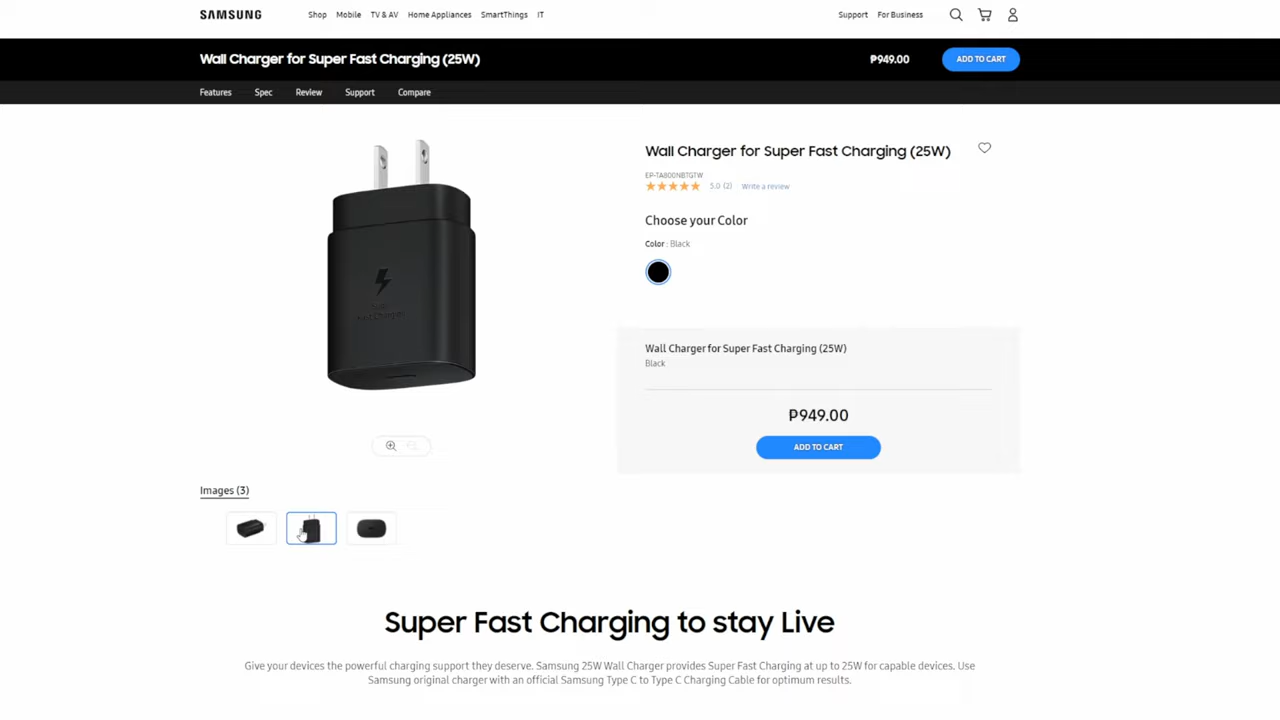 SAMSUNG
Shop Mobile TV & AV Home Appliances SmartThings IT
Support For Business
Wall Charger for Super Fast Charging (25W)
₱949.00
ADD TO CART
Features Spec Review Support Compare
Wall Charger for Super Fast Charging (25W)
EP-TA800NBTGTW
5.0 (2) Write a review
Choose your Color
Color : Black
Wall Charger for Super Fast Charging (25W)
Black
₱949.00
ADD TO CART
Images (3)
Super Fast Charging to stay Live
Give your devices the powerful charging support they deserve. Samsung 25W Wall Charger provides Super Fast Charging at up to 25W for capable devices. Use
Samsung original charger with an official Samsung Type C to Type C Charging Cable for optimum results.